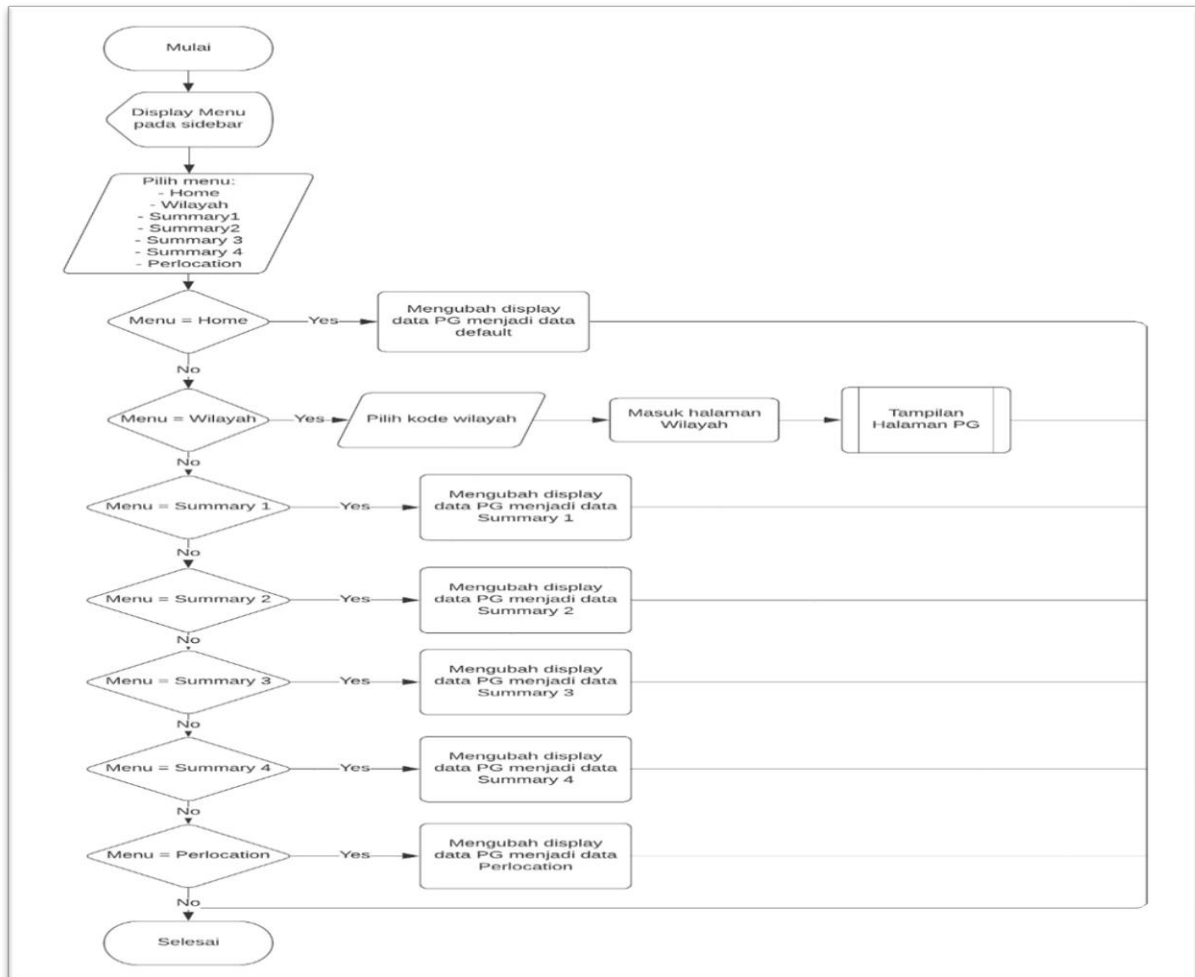 Mulai
Display Menu
pada sidebar
Pilih menu:
- Home
- Wilayah
- Summary1
- Summary2
- Summary 3
- Summary 4
- Perlocation
Menu = Home
Yes
Mengubah display
data PG menjadi data
default
No
Menu = Wilayah
Yes
Pilih kode wilayah
Masuk halaman
Wilayah
Tampilan
Halaman PG
No
Menu = Summary 1
Yes
Mengubah display
data PG menjadi data
Summary 1
No
Menu = Summary 2
Yes
Mengubah display
data PG menjadi data
Summary 2
No
Menu = Summary 3
Yes
Mengubah display
data PG menjadi data
Summary 3
No
Menu = Summary 4
Yes
Mengubah display
data PG menjadi data
Summary 4
No
Menu = Perlocation
Yes
Mengubah display
data PG menjadi data
Perlocation
No
Selesai